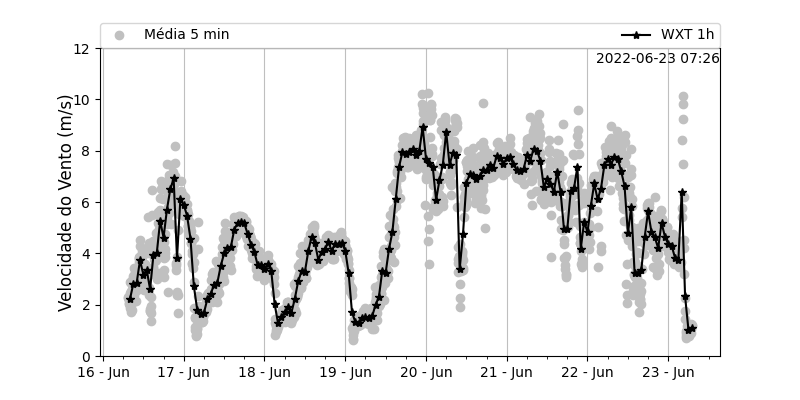 Média 5 min
WXT 1h
2022-06-23 07:26
Velocidade do Vento (m/s)
12
10
8
6
4
2
0
16 - Jun 17 - Jun 18 - Jun 19 - Jun 20 - Jun 21 - Jun 22 - Jun 23 - Jun